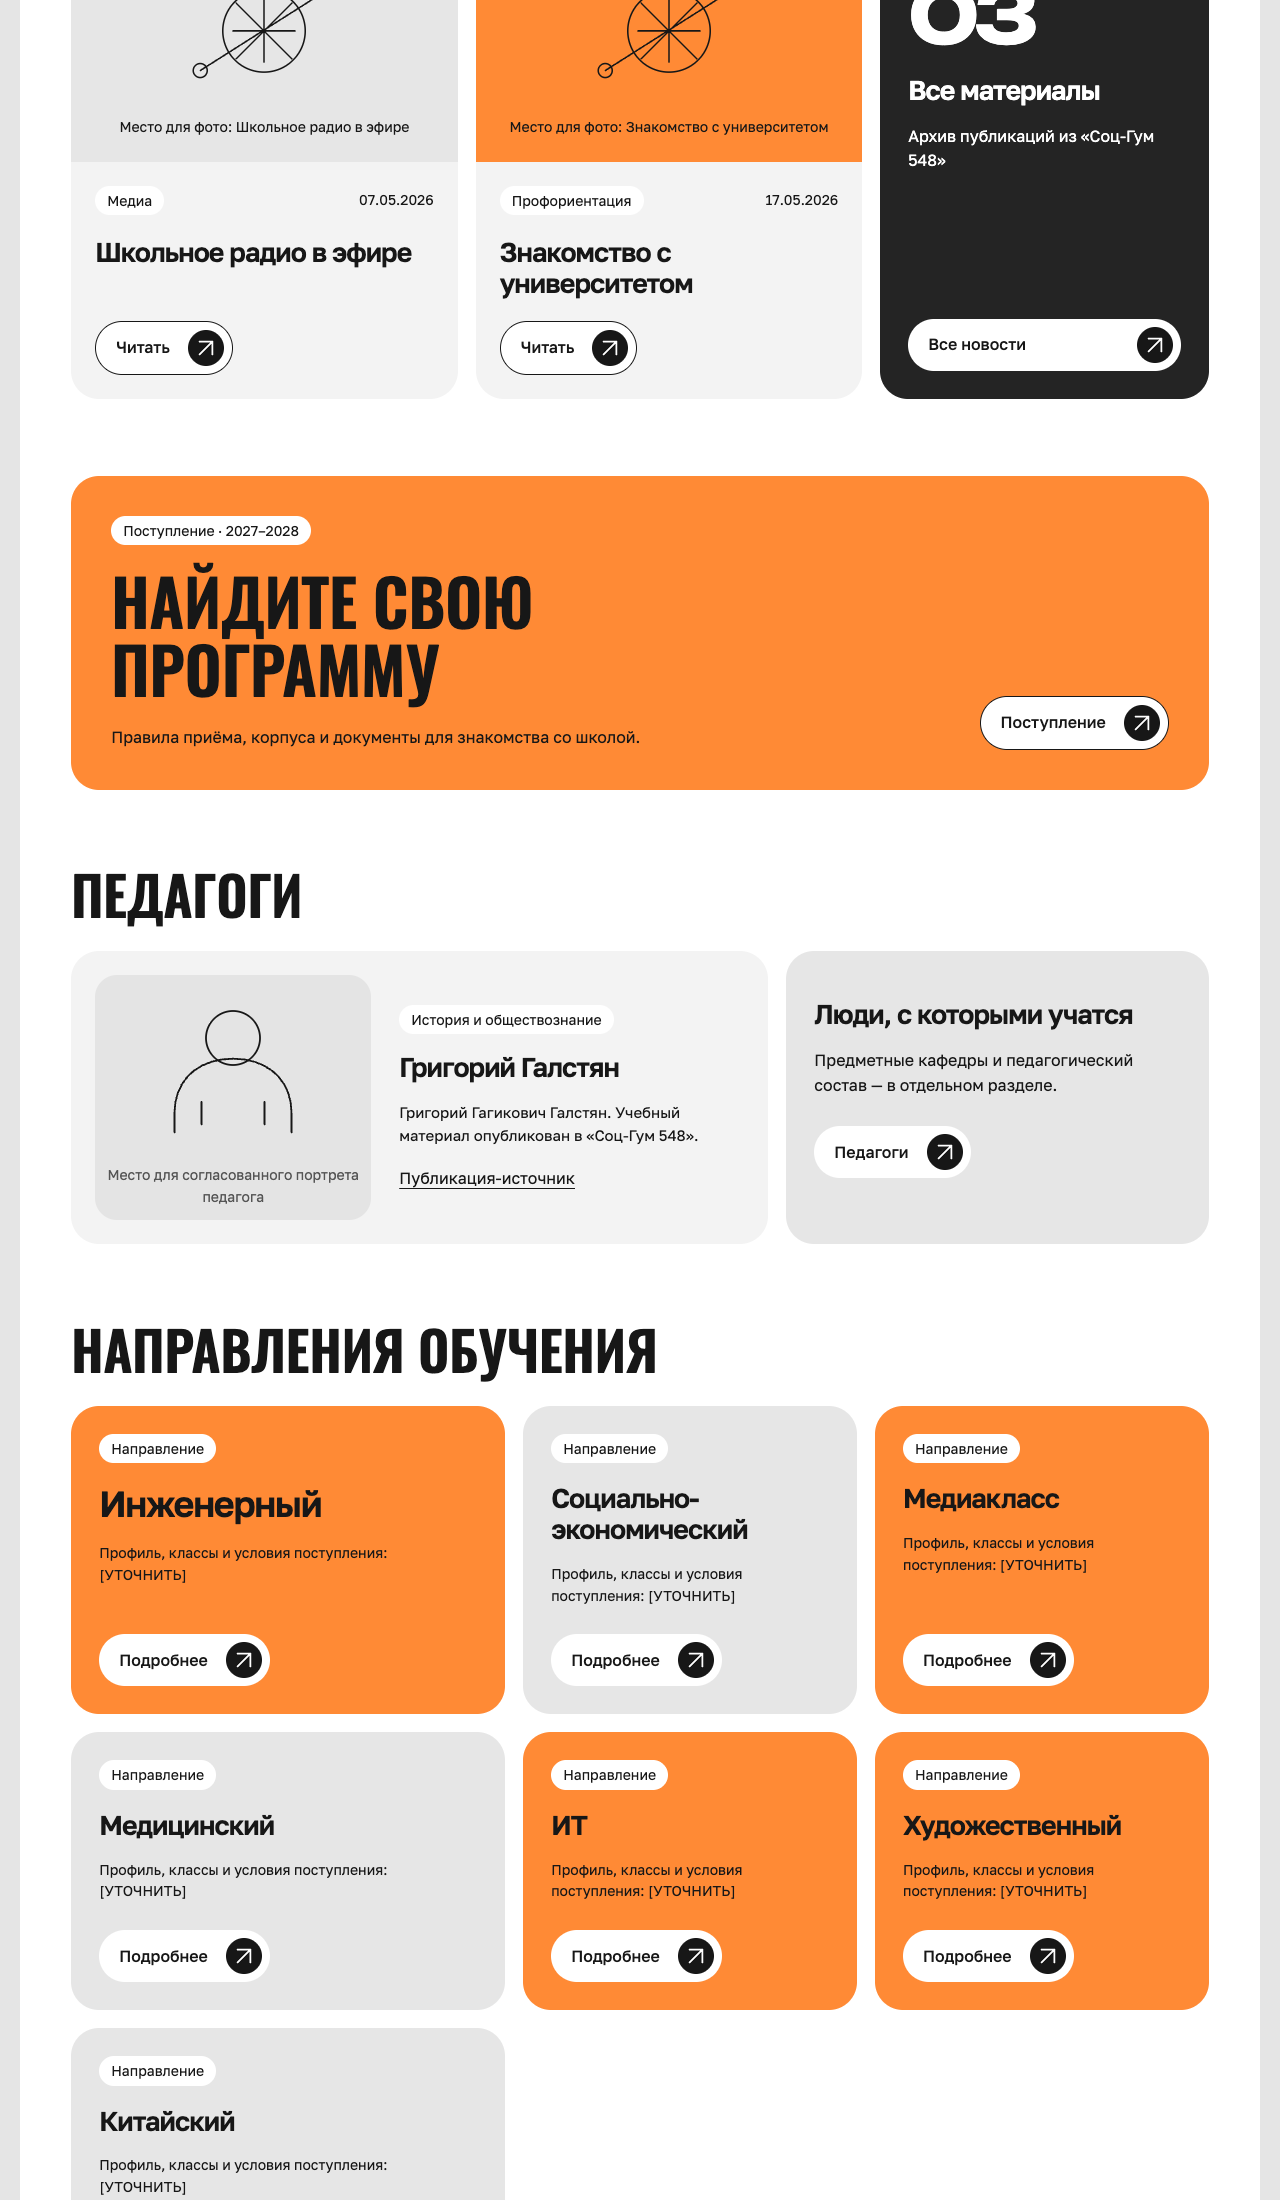 03
Место для фото: Школьное радио в эфире
Место для фото: Знакомство с университетом
Все материалы
Архив публикаций из «Соц-Гум
548»
Медиа
07.05.2026
Профориентация
17.05.2026
Школьное радио в эфире
Знакомство с
университетом
Читать
Читать
Все новости
Поступление · 2027–2028
НАЙДИТЕ СВОЮ
ПРОГРАММУ
Правила приёма, корпуса и документы для знакомства со школой.
Поступление
ПЕДАГОГИ
Место для согласованного портрета
педагога
История и обществознание
Григорий Галстян
Григорий Гагикович Галстян. Учебный
материал опубликован в «Соц-Гум 548».
Публикация-источник
Люди, с которыми учатся
Предметные кафедры и педагогический
состав — в отдельном разделе.
Педагоги
НАПРАВЛЕНИЯ ОБУЧЕНИЯ
Направление
Инженерный
Профиль, классы и условия поступления:
[УТОЧНИТЬ]
Подробнее
Направление
Социально-
экономический
Профиль, классы и условия
поступления: [УТОЧНИТЬ]
Подробнее
Направление
Медиакласс
Профиль, классы и условия
поступления: [УТОЧНИТЬ]
Подробнее
Направление
Медицинский
Профиль, классы и условия поступления:
[УТОЧНИТЬ]
Подробнее
Направление
ИТ
Профиль, классы и условия
поступления: [УТОЧНИТЬ]
Подробнее
Направление
Художественный
Профиль, классы и условия
поступления: [УТОЧНИТЬ]
Подробнее
Направление
Китайский
Профиль, классы и условия поступления:
[УТОЧНИТЬ]